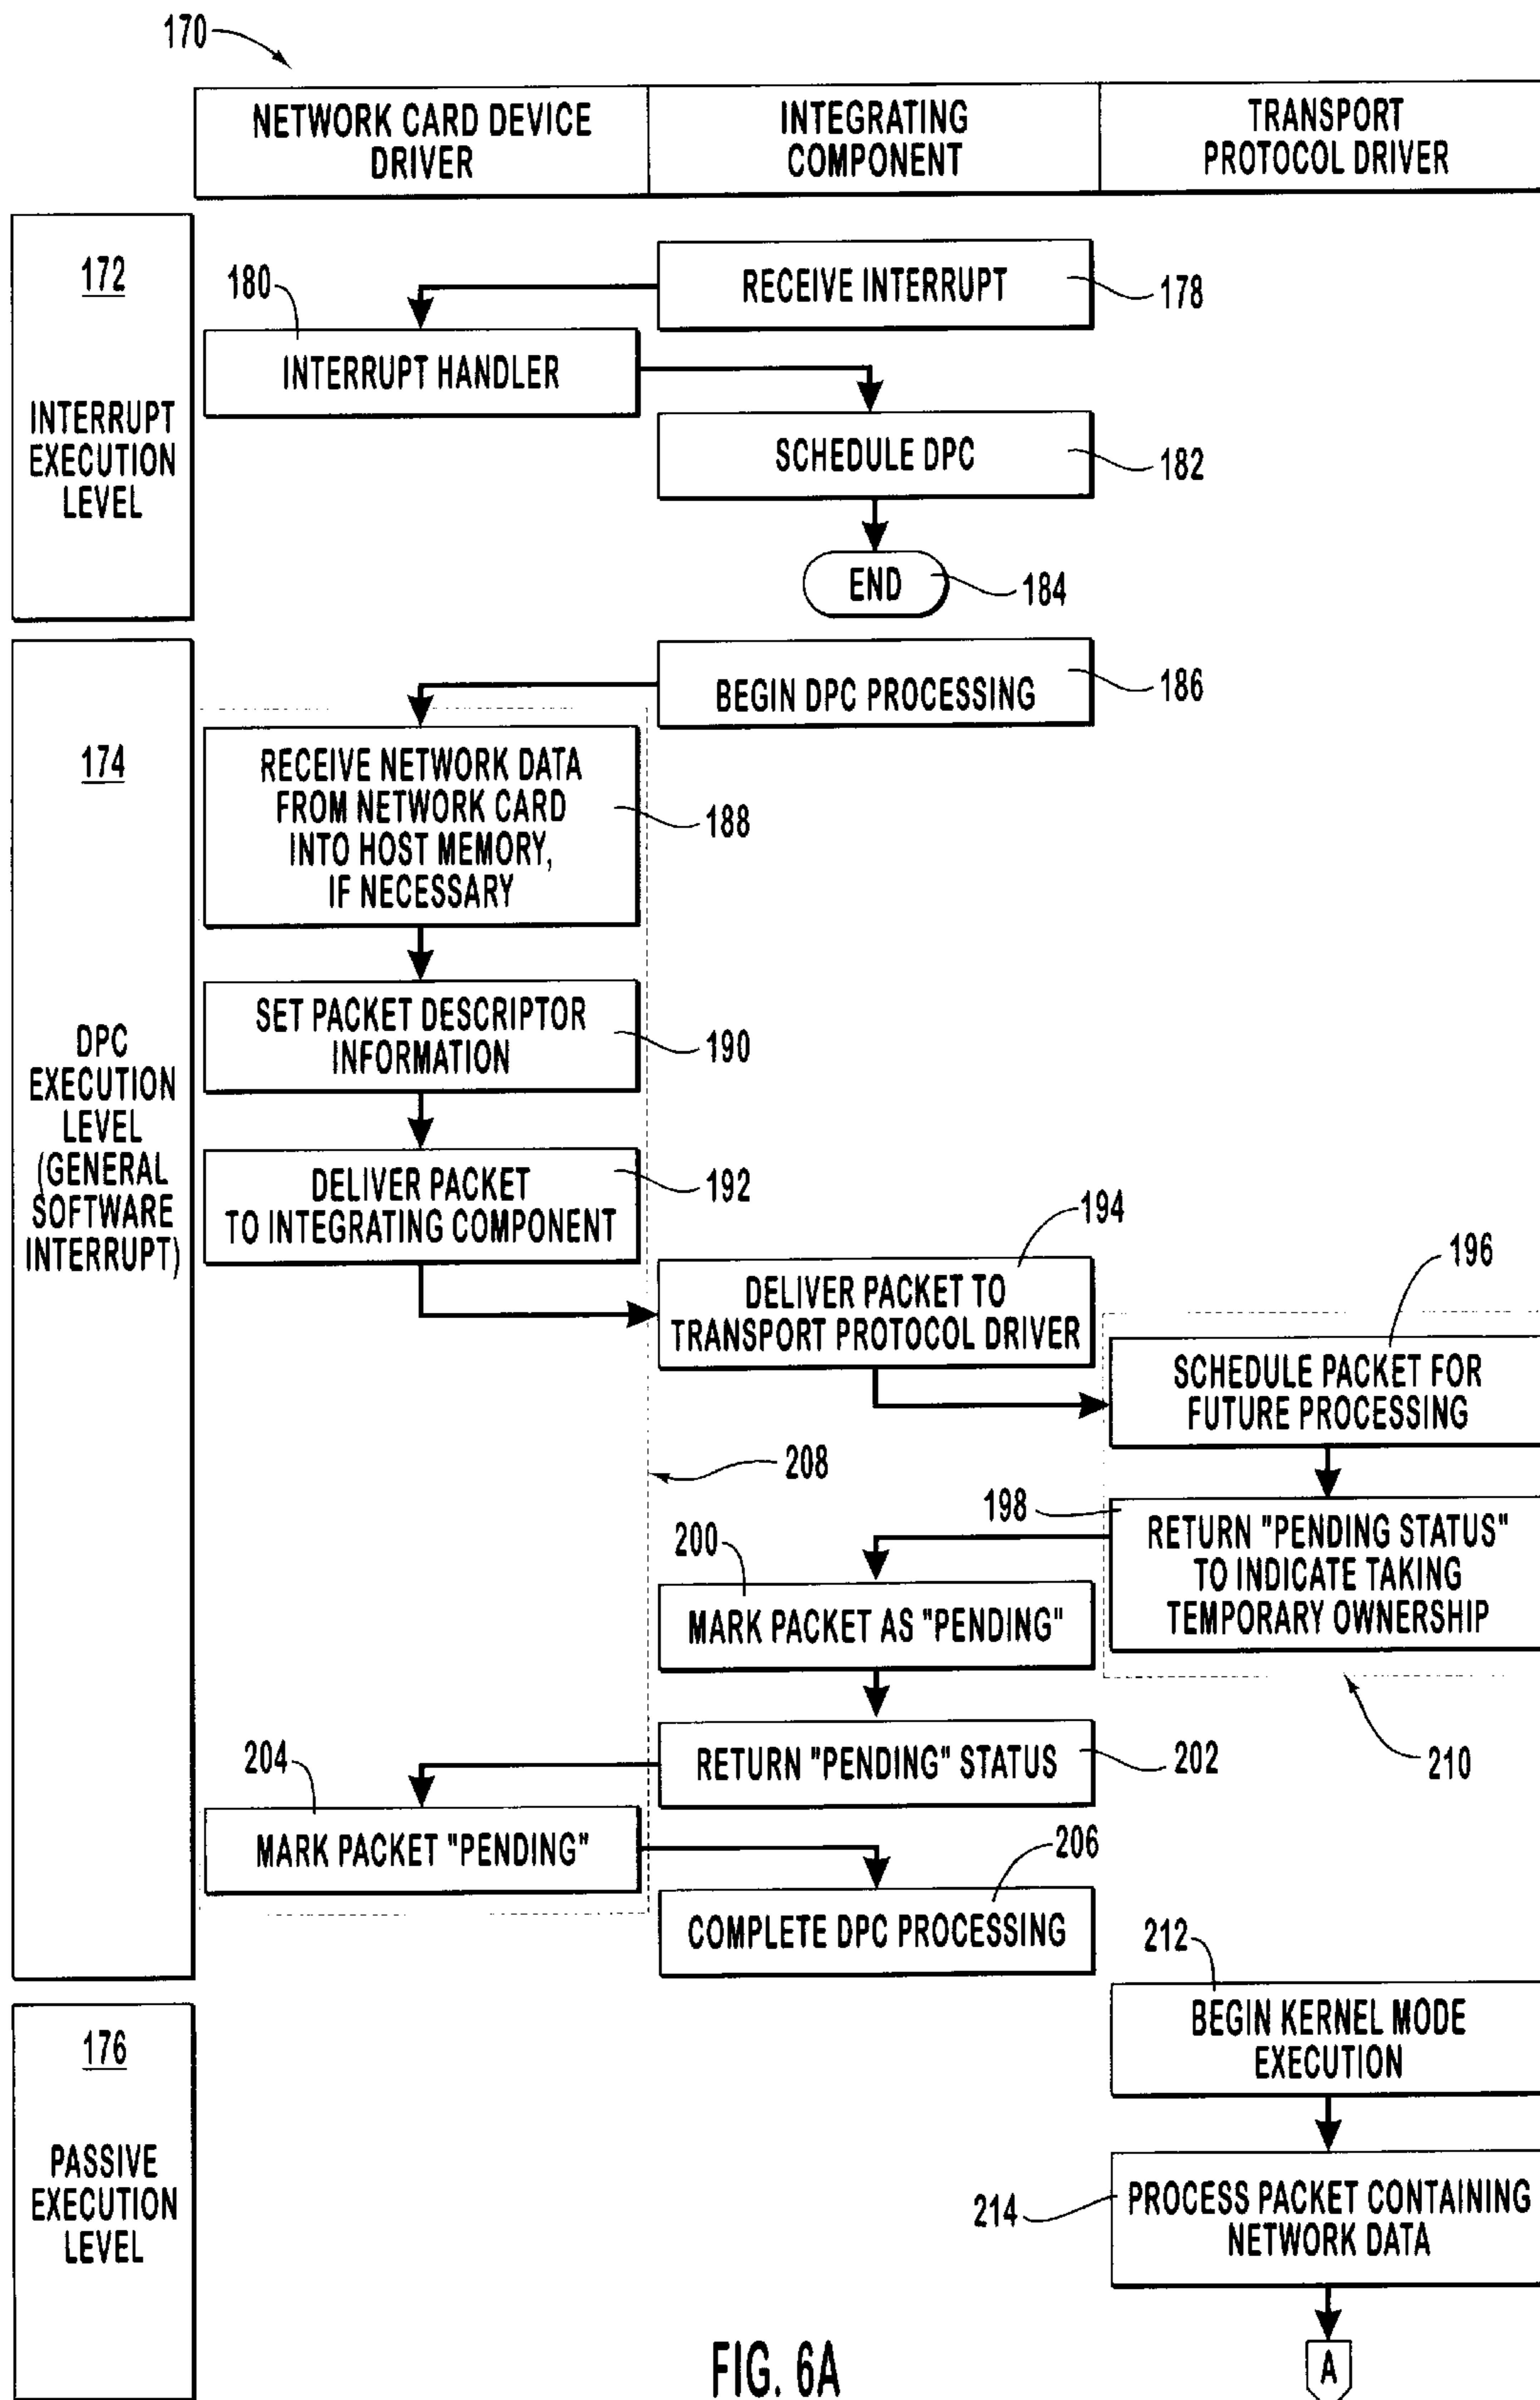 170
NETWORK CARD DEVICE
DRIVER
INTEGRATING
COMPONENT
TRANSPORT
PROTOCOL DRIVER
172
INTERRUPT
EXECUTION
LEVEL
RECEIVE INTERRUPT
178
180
INTERRUPT HANDLER
SCHEDULE DPC
182
END
184
174
DPC
EXECUTION
LEVEL
(GENERAL
SOFTWARE
INTERRUPT)
BEGIN DPC PROCESSING
186
RECEIVE NETWORK DATA
FROM NETWORK CARD
INTO HOST MEMORY,
IF NECESSARY
188
SET PACKET DESCRIPTOR
INFORMATION
190
DELIVER PACKET
TO INTEGRATING COMPONENT
192
194
DELIVER PACKET TO
TRANSPORT PROTOCOL DRIVER
196
SCHEDULE PACKET FOR
FUTURE PROCESSING
208
198
RETURN "PENDING STATUS"
TO INDICATE TAKING
TEMPORARY OWNERSHIP
200
MARK PACKET AS "PENDING"
210
RETURN "PENDING" STATUS
202
204
MARK PACKET "PENDING"
206
COMPLETE DPC PROCESSING
176
PASSIVE
EXECUTION
LEVEL
212
BEGIN KERNEL MODE
EXECUTION
214
PROCESS PACKET CONTAINING
NETWORK DATA
A
FIG. 6A